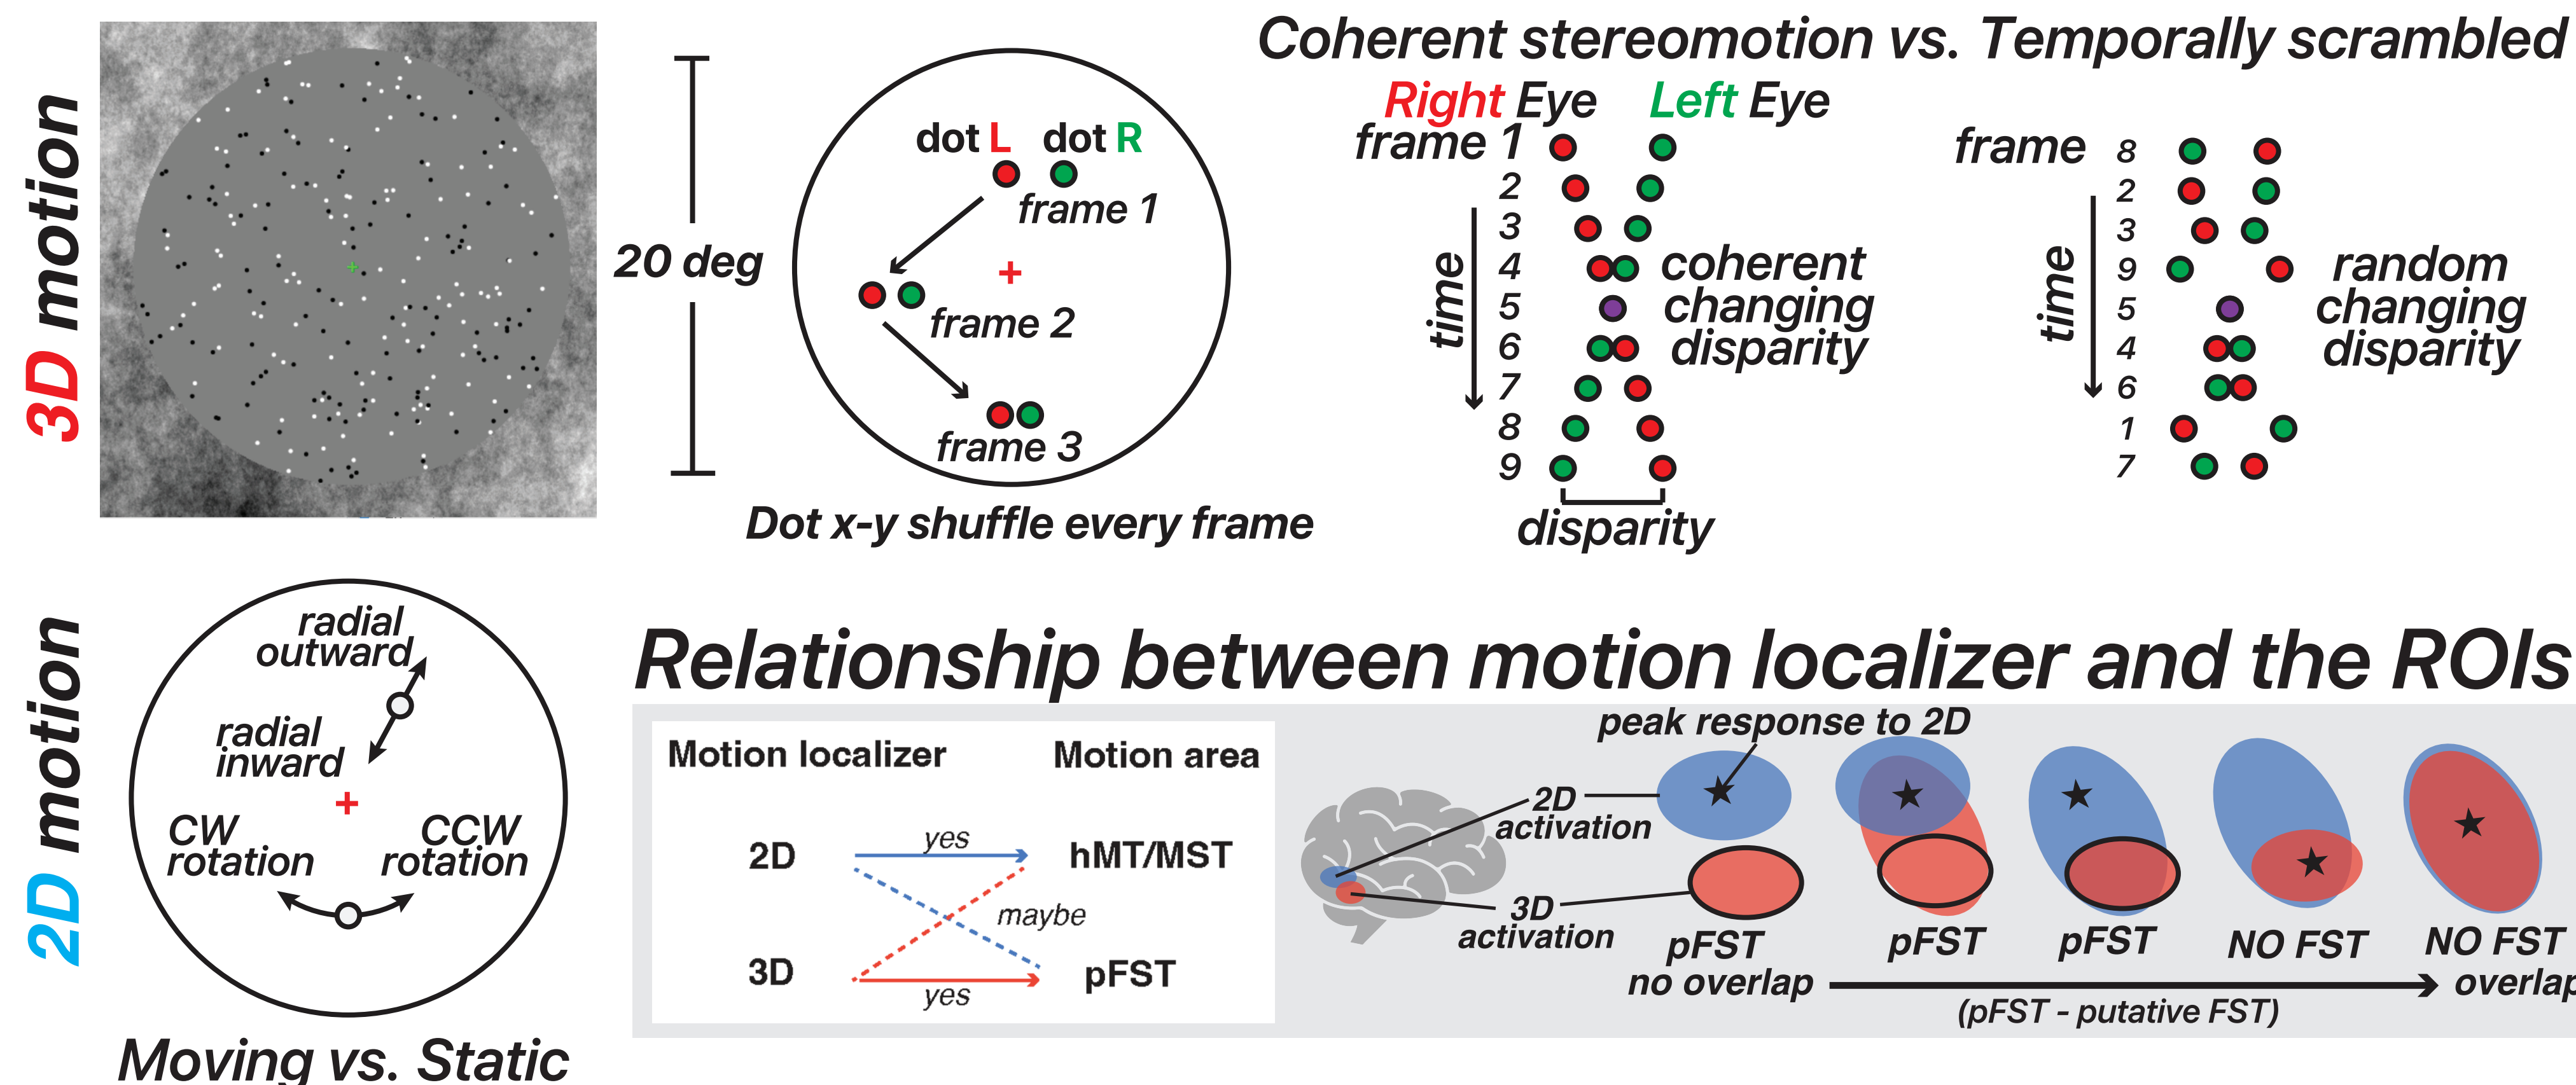 3D motion
20 deg
dot L dot R
frame 1
+
frame 2
frame 3
Dot x-y shuffle every frame
Coherent stereomotion vs. Temporally scrambled
Right Eye Left Eye
frame 1
2
3
4
5
6
7
8
9
time
coherent
changing
disparity
disparity
frame 8
2
3
9
5
4
6
1
7
time
random
changing
disparity
2D motion
radial
outward
radial
inward
+
CW
rotation
CCW
rotation
Moving vs. Static
Relationship between motion localizer and the ROIs
Motion localizer Motion area
2D yes hMT/MST
maybe
3D yes pFST
peak response to 2D
2D
activation
3D
activation
pFST pFST pFST NO FST NO FST
no overlap overlap
(pFST - putative FST)